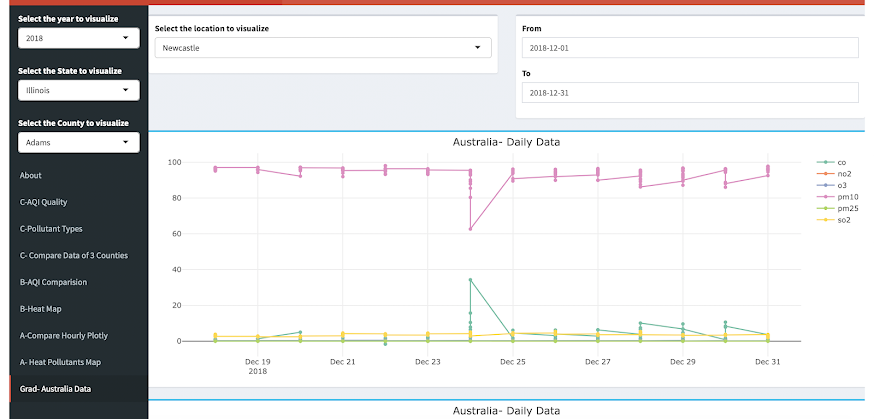 Select the year to visualize
2018
Select the State to visualize
Illinois
Select the County to visualize
Adams
About
C-AQI Quality
C-Pollutant Types
C- Compare Data of 3 Counties
B-AQI Comparision
B-Heat Map
A-Compare Hourly Plotly
A- Heat Pollutants Map
Grad- Australia Data
Select the location to visualize
Newcastle
From
2018-12-01
To
2018-12-31
Australia- Daily Data
100
80
60
40
20
0
Dec 19
2018
Dec 21
Dec 23
Dec 25
Dec 27
Dec 29
Dec 31
co
no2
o3
pm10
pm25
so2
Australia- Daily Data